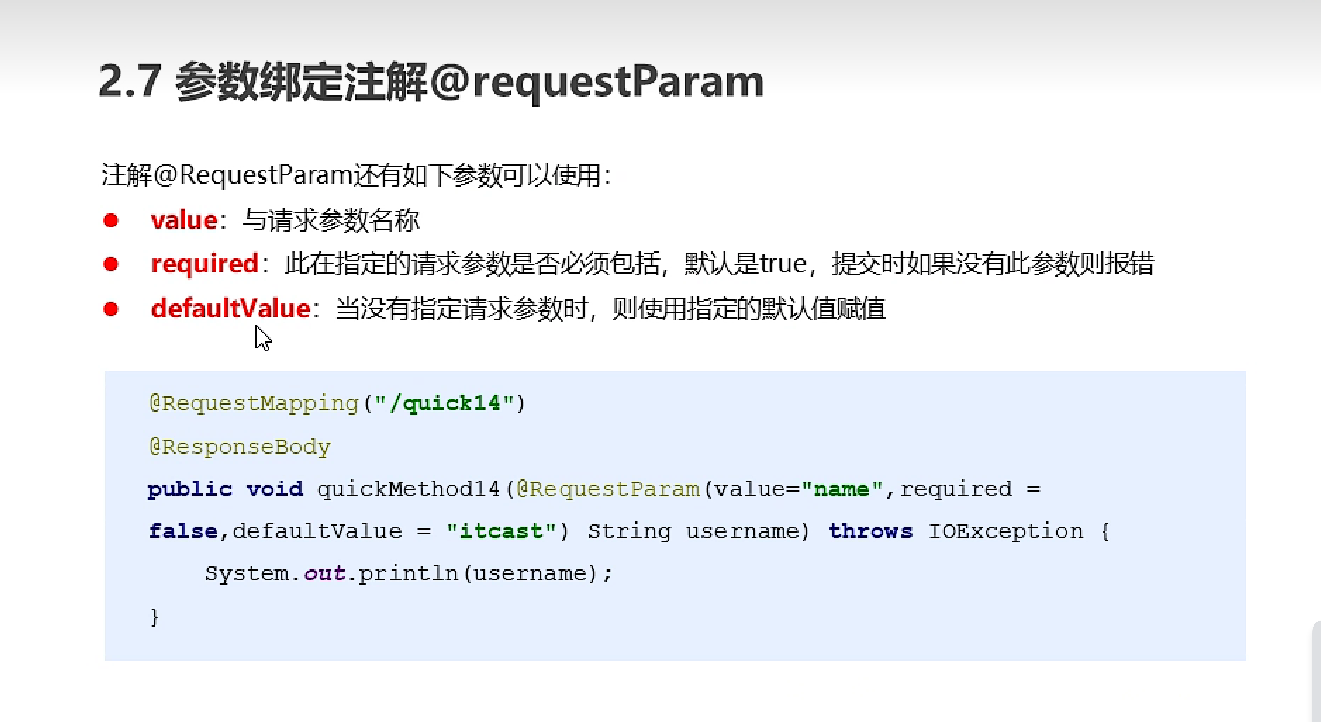 2.7 参数绑定注解@requestParam
注解@RequestParam还有如下参数可以使用：
● value：与请求参数名称
● required：此在指定的请求参数是否必须包括，默认是true，提交时如果没有此参数则报错
● defaultValue：当没有指定请求参数时，则使用指定的默认值赋值
@RequestMapping("/quick14")
@ResponseBody
public void quickMethod14(@RequestParam(value="name",required =
false,defaultValue = "itcast") String username) throws IOException {
    System.out.println(username);
}